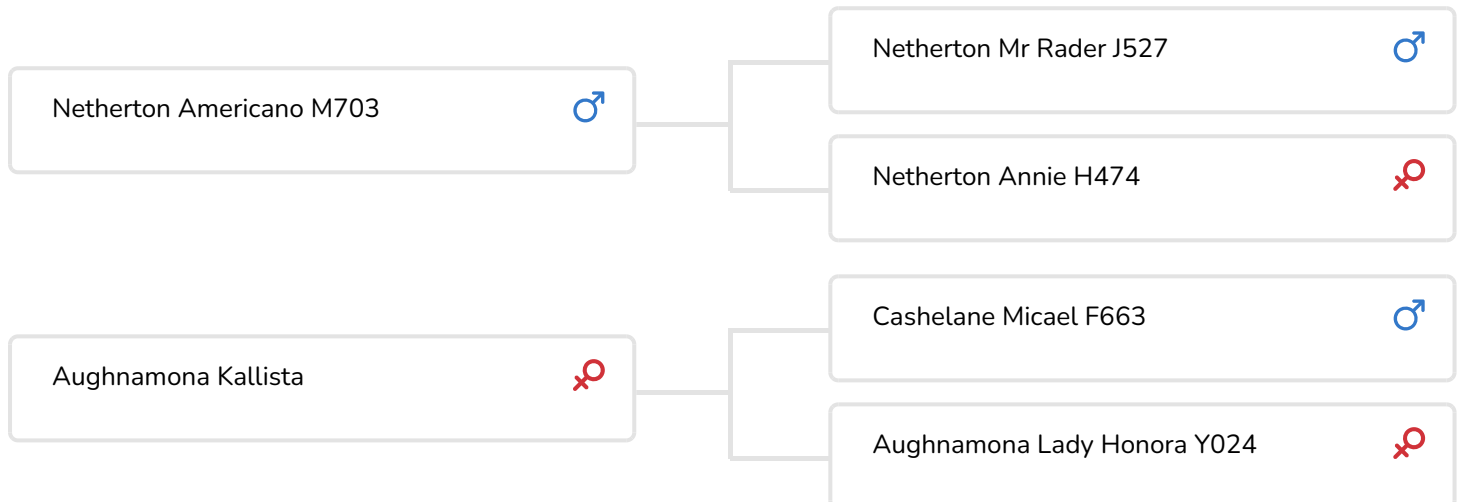 Netherton Mr Rader J527
Netherton Americano M703
Netherton Annie H474
Cashelane Micael F663
Aughnamona Kallista
Aughnamona Lady Honora Y024